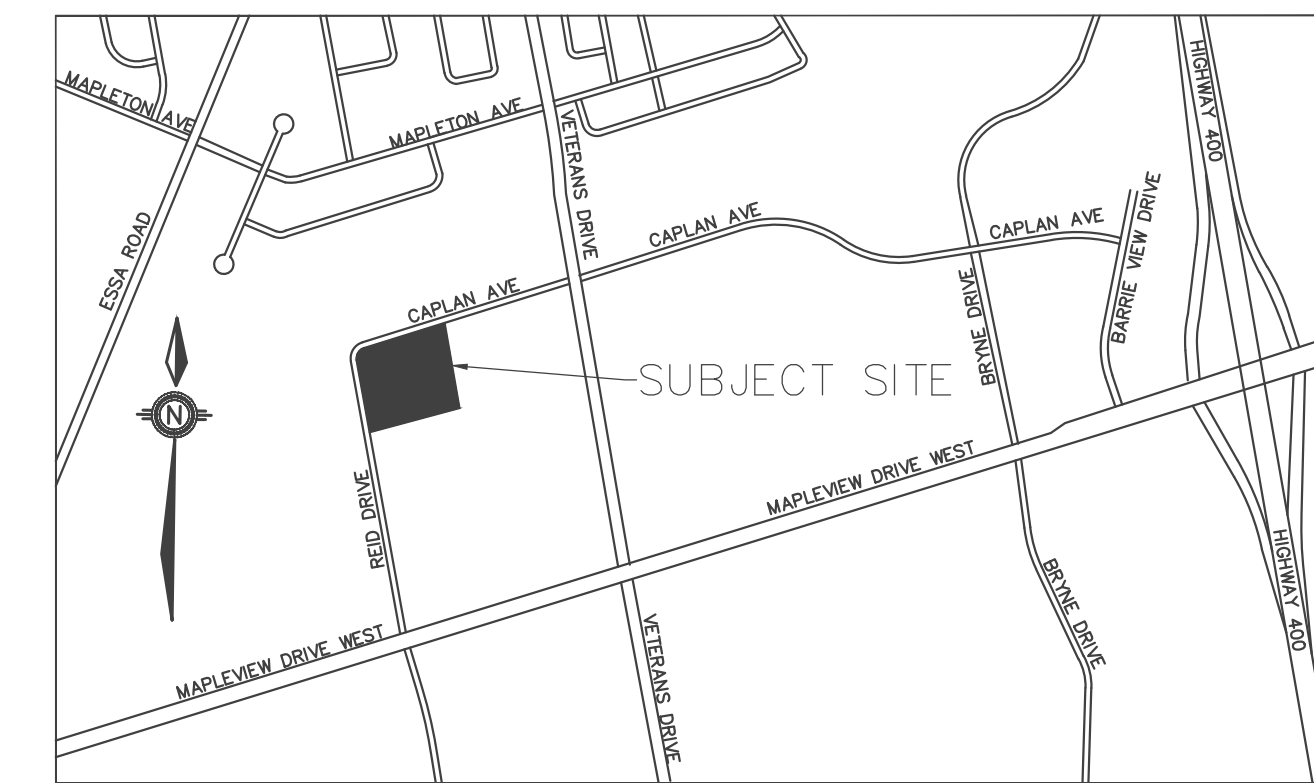 MAPLETON AVE
MAPLETON AVE
HIGHWAY 400
VETERANS DRIVE
ESSA ROAD
CAPLAN AVE
CAPLAN AVE
BARRIE VIEW DRIVE
CAPLAN AVE
BRYNE DRIVE
SUBJECT SITE
N
MAPLEVIEW DRIVE WEST
REID DRIVE
HIGHWAY 400
BRYNE DRIVE
VETERANS DRIVE
MAPLEVIEW DRIVE WEST